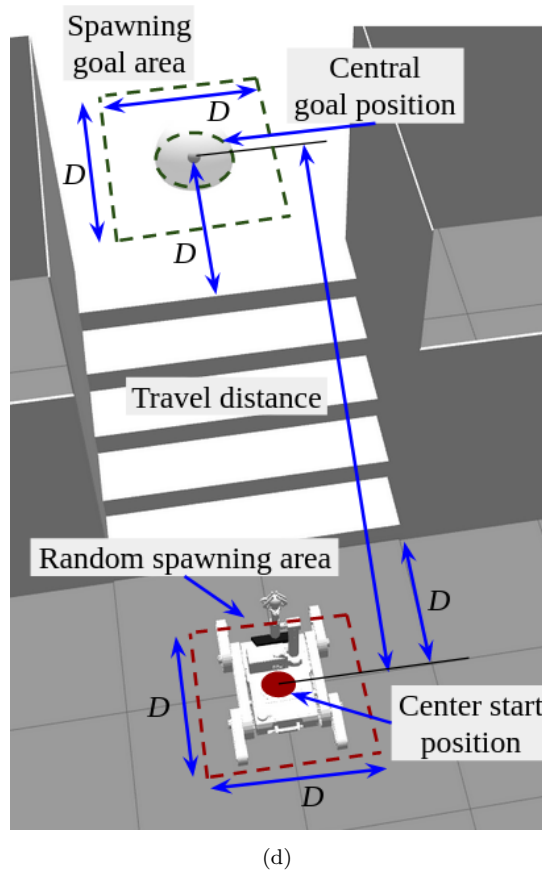 Spawning
goal area
Central
goal position
D
D
D
Travel distance
Random spawning area
D
D
Center start
position
D
(d)